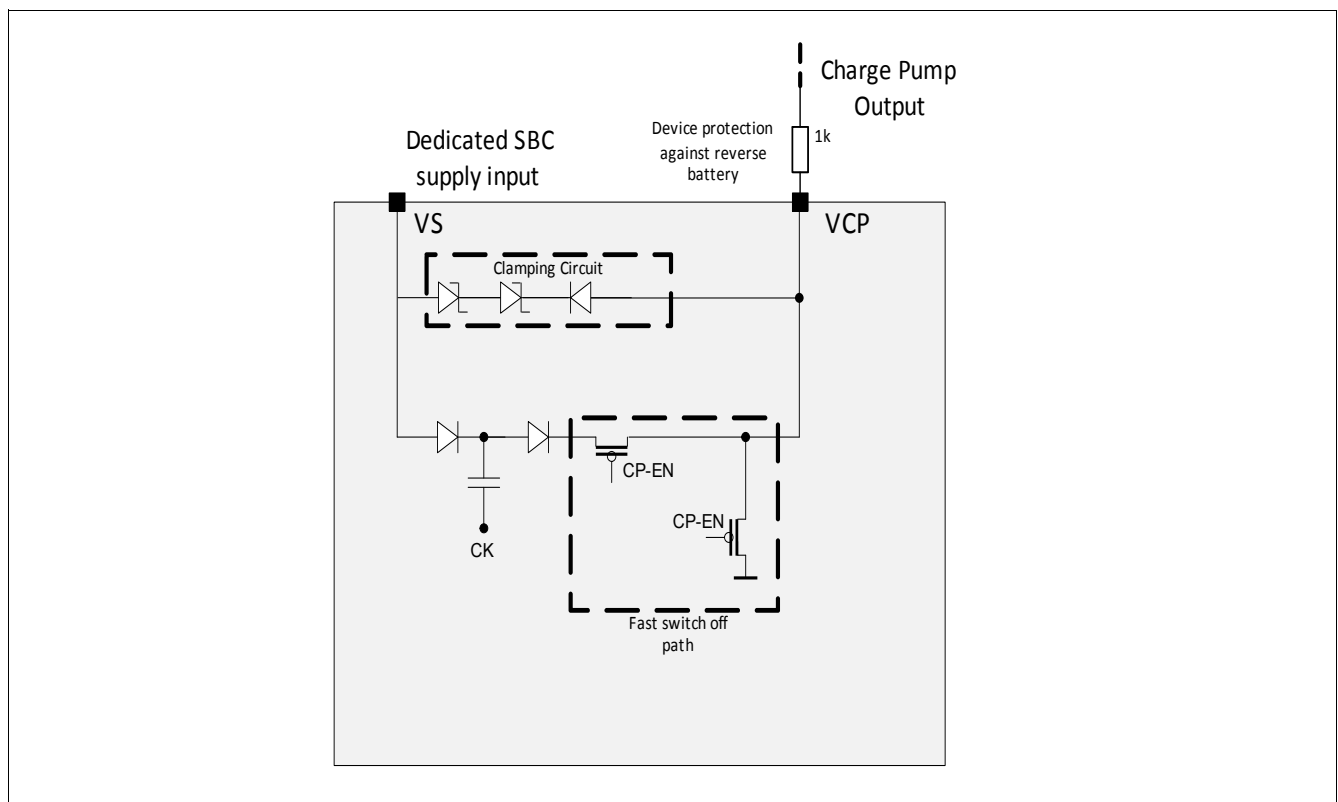 Charge Pump
Output
Device protection
against reverse
battery
1k
Dedicated SBC
supply input
VS
VCP
Clamping Circuit
CP-EN
CP-EN
CK
Fast switch off
path